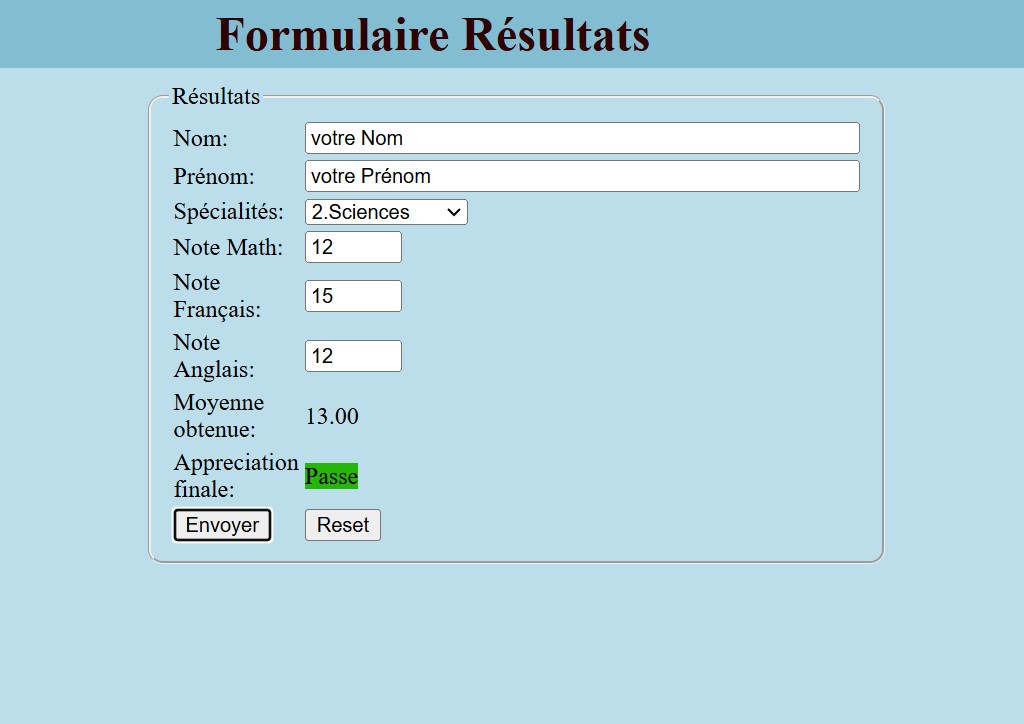 Formulaire Résultats
Résultats
Nom: votre Nom
Prénom: votre Prénom
Spécialités: 2.Sciences
Note Math: 12
Note
Français: 15
Note
Anglais: 12
Moyenne
obtenue: 13.00
Appreciation
finale: Passe
Envoyer Reset